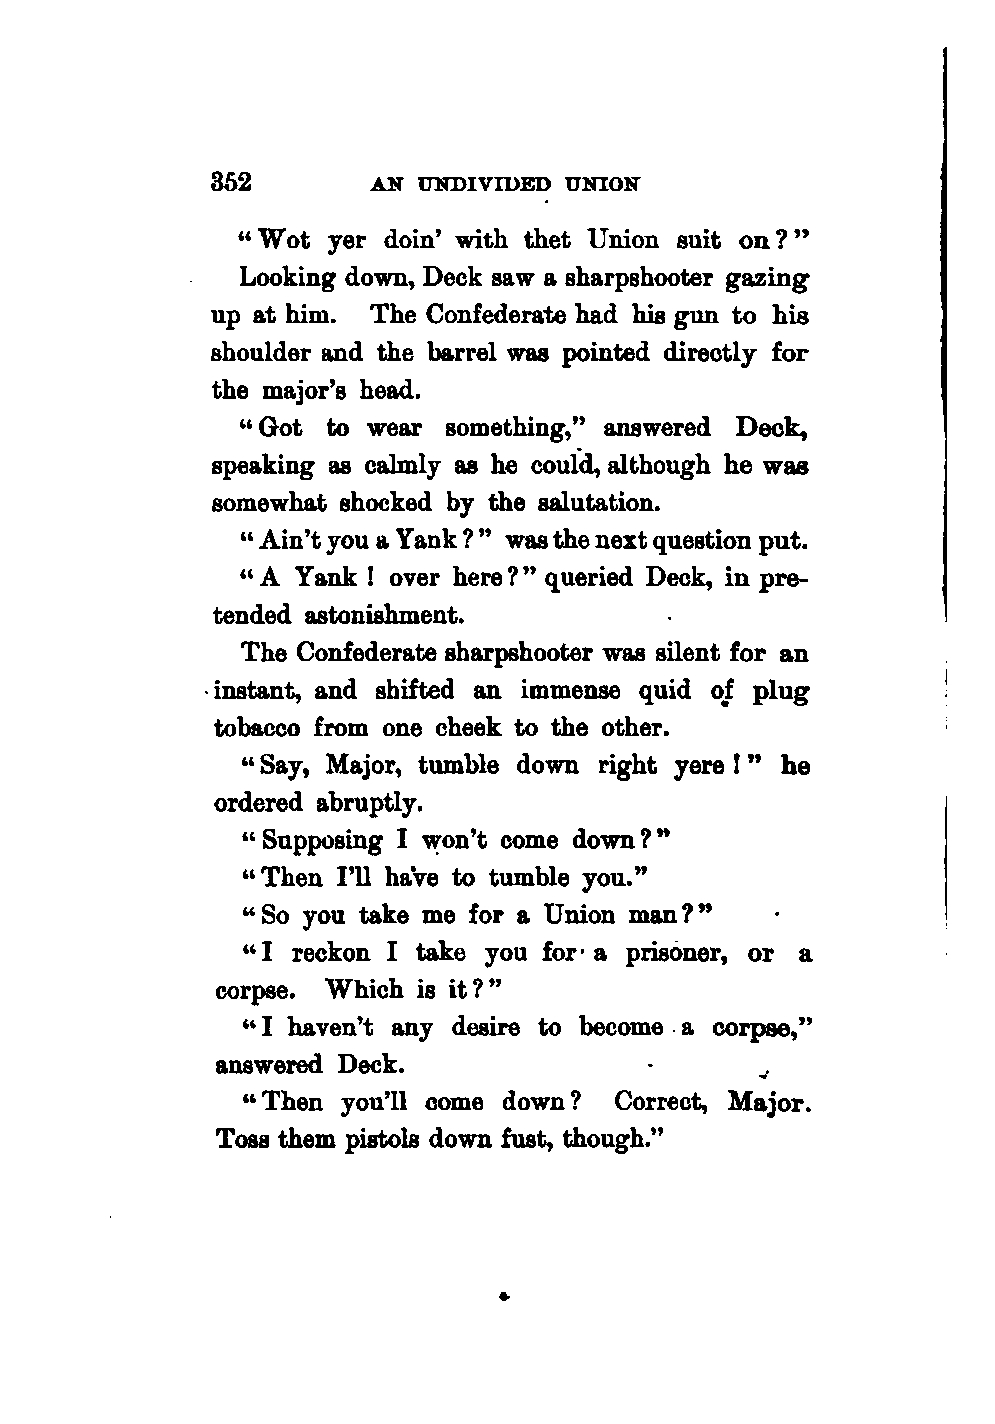 352 AN UNDIVIDED UNION
“Wot yer doin’ with thet Union suit on?”
Looking down, Deck saw a sharpshooter gazing
up at him. The Confederate had his gun to his
shoulder and the barrel was pointed directly for
the major’s head.
“Got to wear something,” answered Deck,
speaking as calmly as he could, although he was
somewhat shocked by the salutation.
“Ain’t you a Yank?” was the next question put.
“A Yank! over here?” queried Deck, in pre-
tended astonishment.
The Confederate sharpshooter was silent for an
instant, and shifted an immense quid of plug
tobacco from one cheek to the other.
“Say, Major, tumble down right yere!” he
ordered abruptly.
“Supposing I won’t come down?”
“Then I’ll have to tumble you.”
“So you take me for a Union man?”
“I reckon I take you for a prisoner, or a
corpse. Which is it?”
“I haven’t any desire to become a corpse,”
answered Deck.
“Then you’ll come down? Correct, Major.
Toss them pistols down fust, though.”